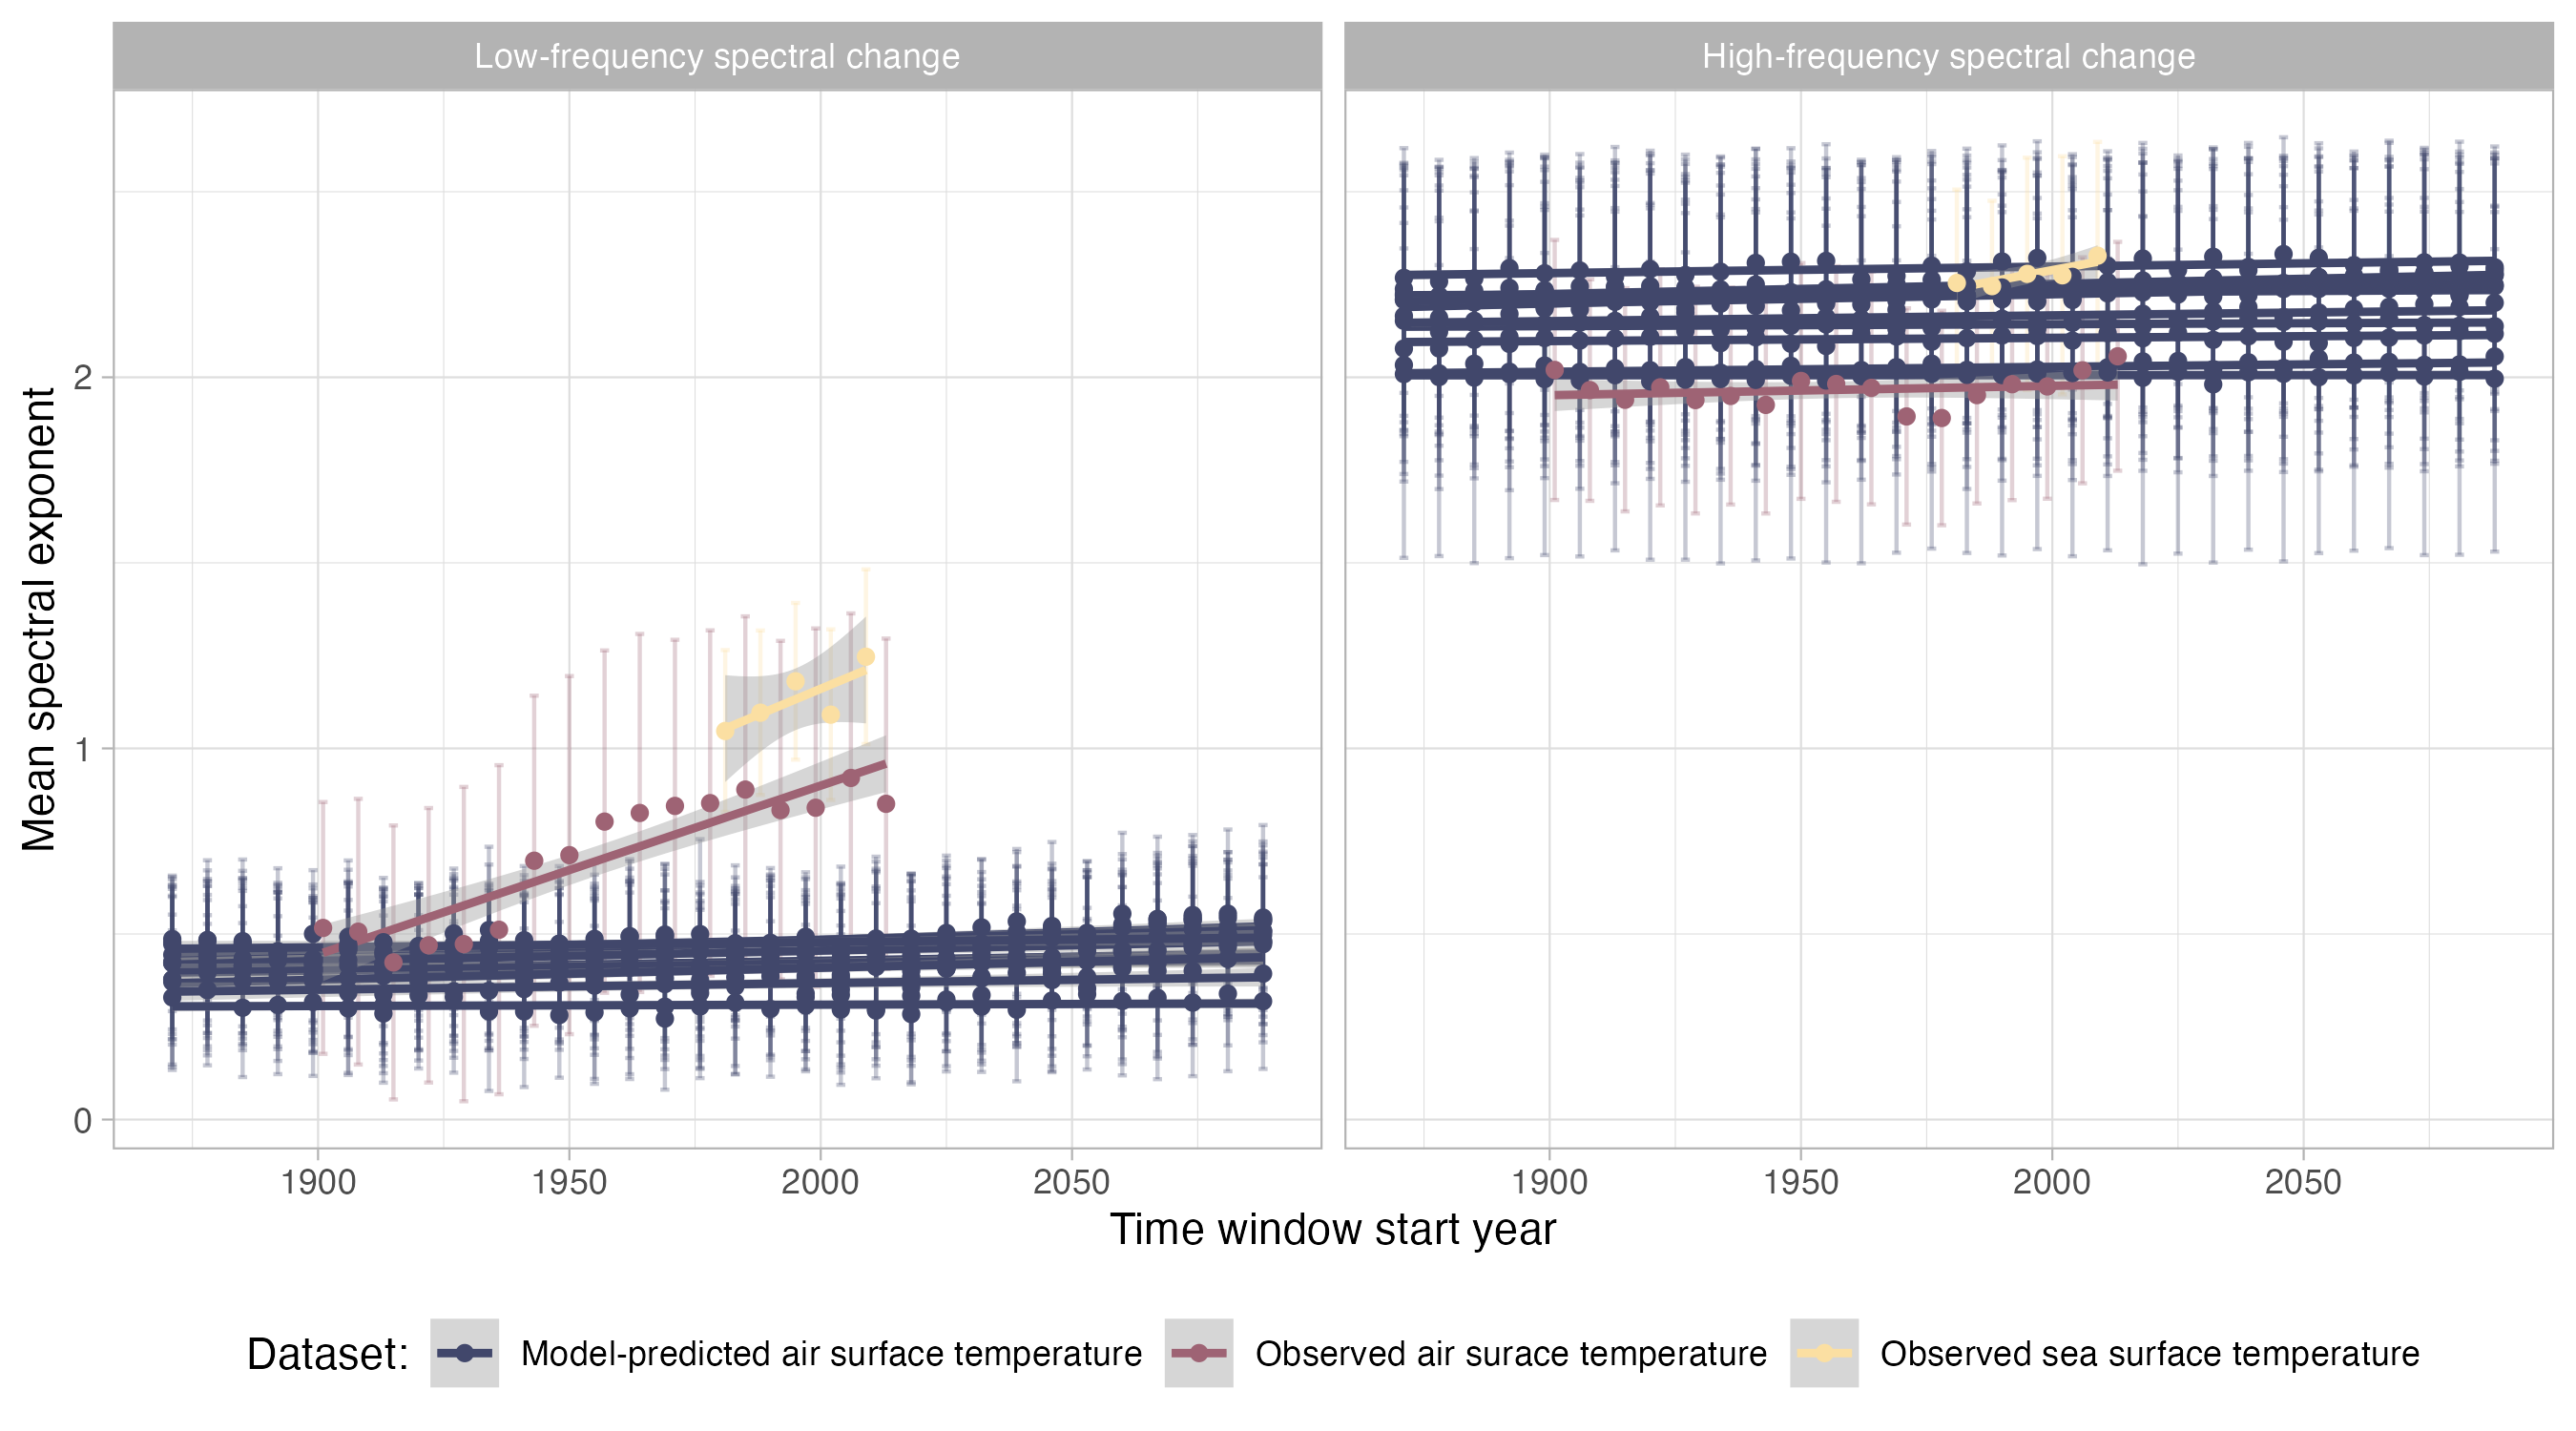 Low-frequency spectral change
High-frequency spectral change
Mean spectral exponent
2
1
0
1900 1950 2000 2050
1900 1950 2000 2050
Time window start year
Dataset: Model-predicted air surface temperature Observed air surace temperature Observed sea surface temperature